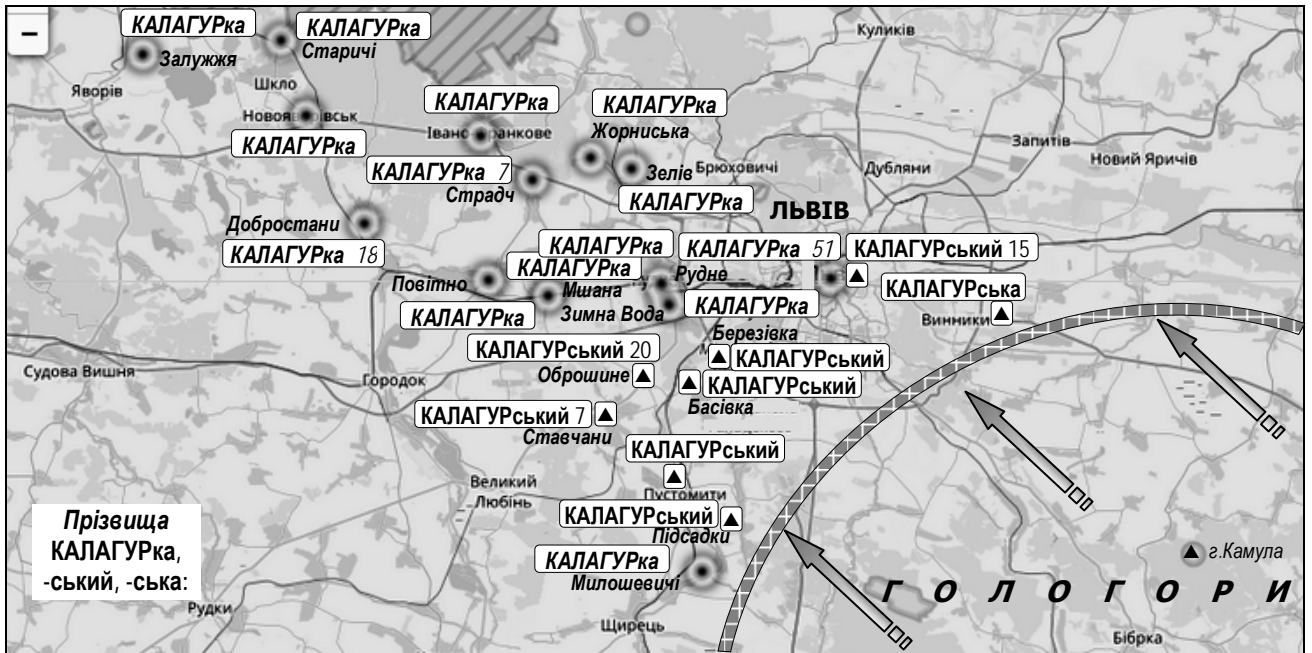 –
КАЛАГУРка
КАЛАГУРка
Залужжя
Старичі
Куликів
Шкло
Яворів
КАЛАГУРка
КАЛАГУРка
Новояворівськ
Івано-Франкове
Жорниська
Запитів
КАЛАГУРка
Новий Яричів
КАЛАГУРка 7
Зелів
Брюховичі
Дубляни
Страдч
КАЛАГУРка
ЛЬВІВ
Добростани
КАЛАГУРка 18
КАЛАГУРка
КАЛАГУРка 51
КАЛАГУРський 15
КАЛАГУРка
Рудне
Повітно
Мшана
КАЛАГУРська
КАЛАГУРка
Зимна Вода
КАЛАГУРка
Винники
Березівка
КАЛАГУРський 20
КАЛАГУРський
Судова Вишня
Городок
Оброшине
КАЛАГУРський
Басівка
КАЛАГУРський 7
Ставчани
КАЛАГУРський
Великий
Любінь
Пустомити
КАЛАГУРський
Підсадки
Прізвища
КАЛАГУРка,
-ський, -ська:
КАЛАГУРка
Милошевичі
г.Камула
ГОЛОГОРИ
Рудки
Щирець
Бібрка